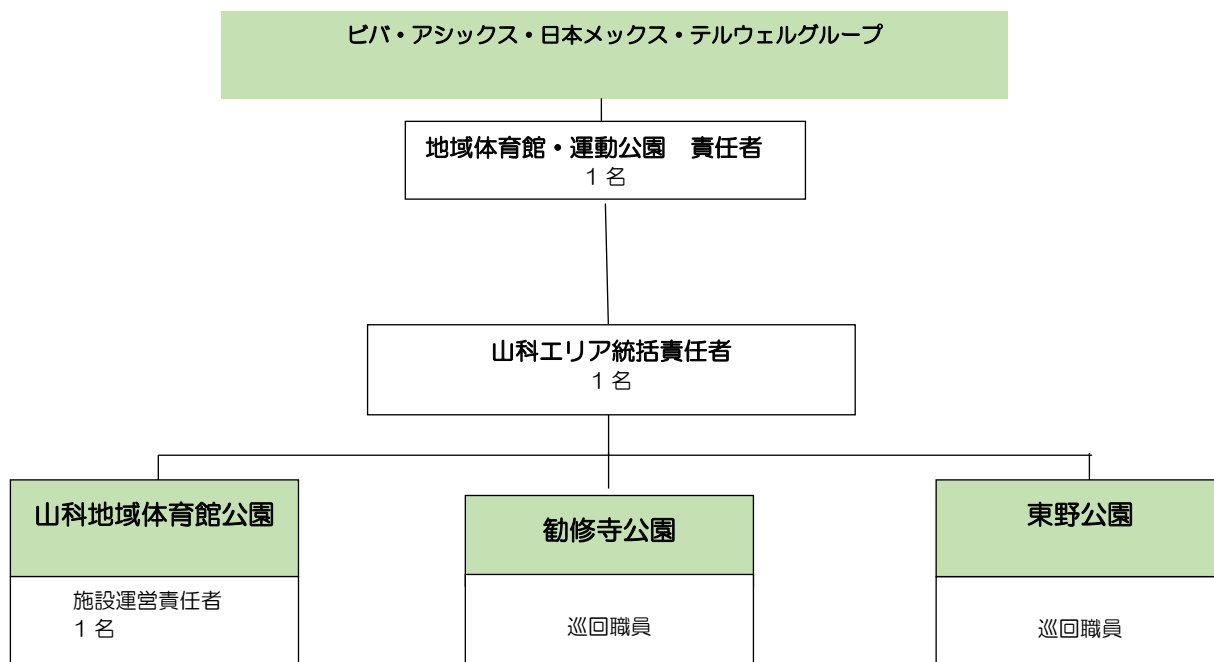 ビバ・アシックス・日本メックス・テルウェルグループ
地域体育館・運動公園　責任者
１名
山科エリア統括責任者
１名
山科地域体育館公園
施設運営責任者
１名
勧修寺公園
巡回職員
東野公園
巡回職員